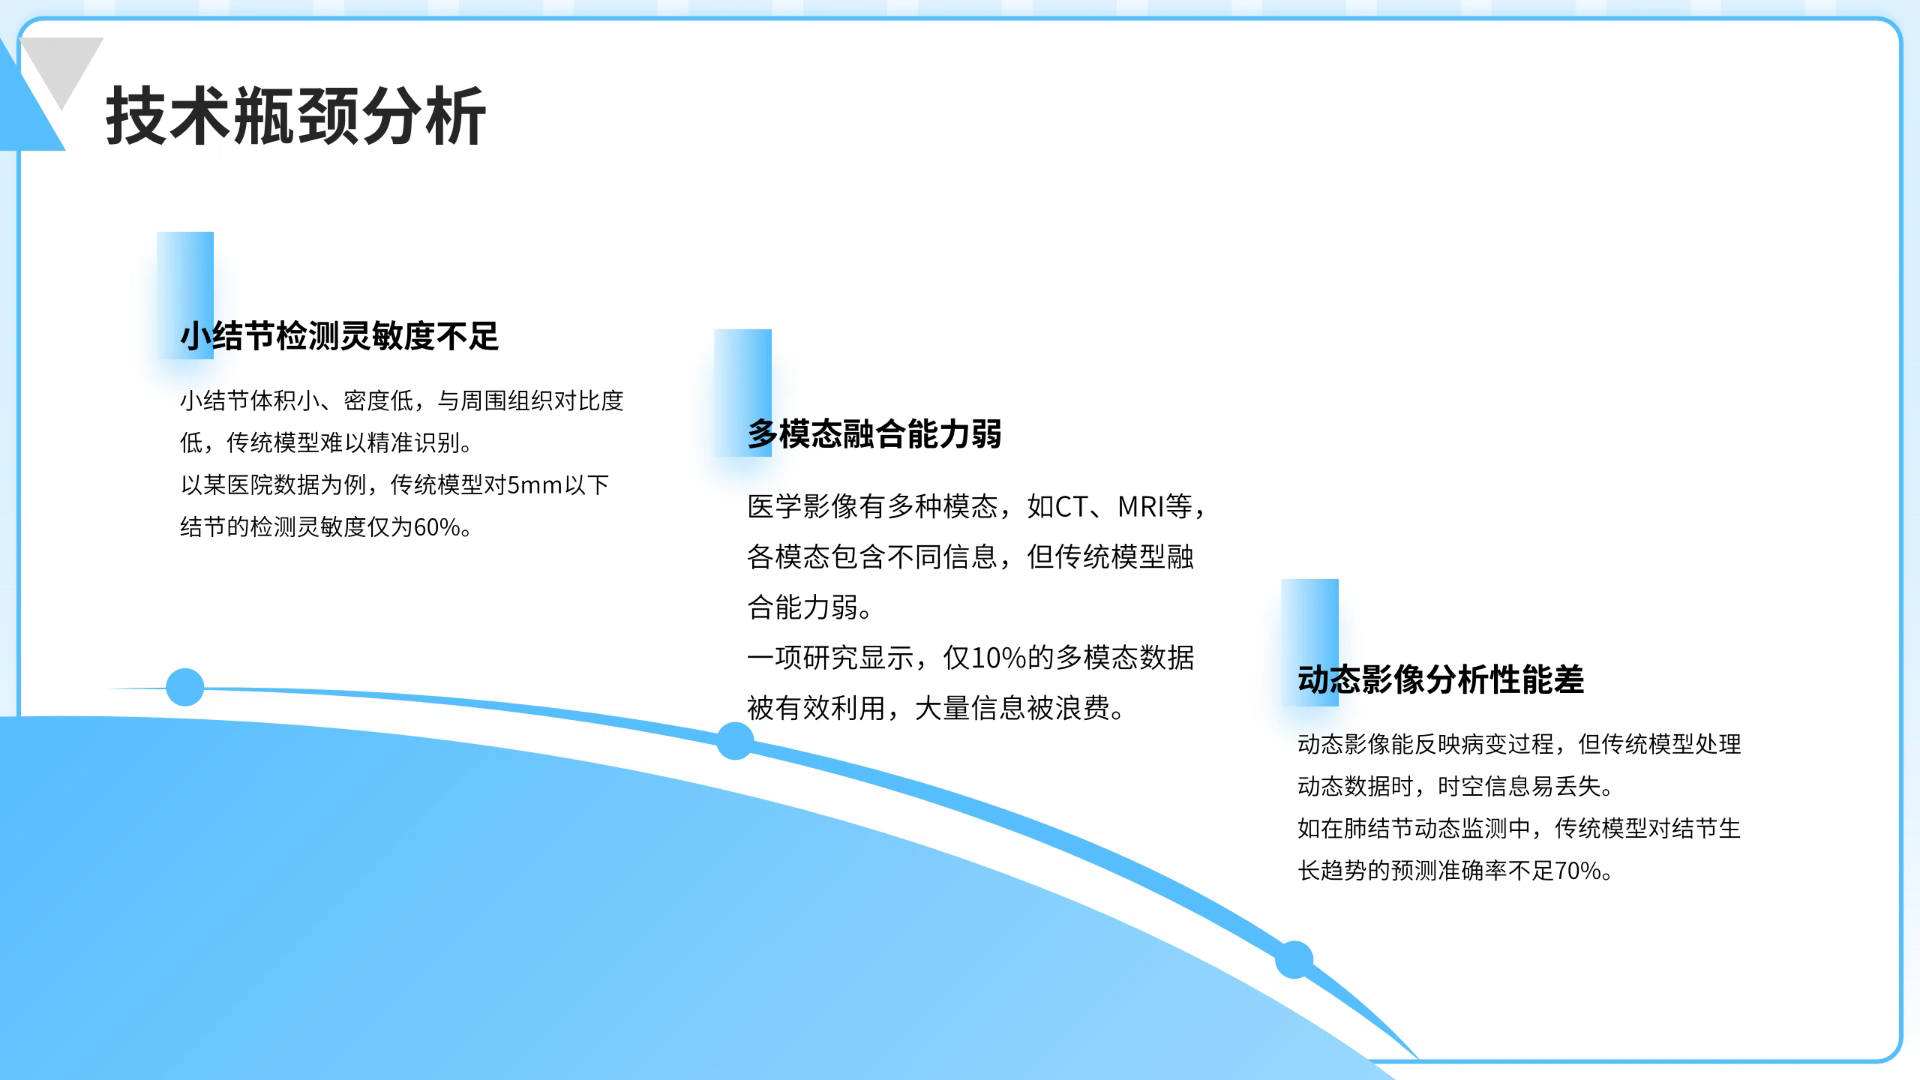 技术瓶颈分析
小结节检测灵敏度不足
小结节体积小、密度低，与周围组织对比度
低，传统模型难以精准识别。
以某医院数据为例，传统模型对5mm以下
结节的检测灵敏度仅为60%。
多模态融合能力弱
医学影像有多种模态，如CT、MRI等，
各模态包含不同信息，但传统模型融
合能力弱。
一项研究显示，仅10%的多模态数据
被有效利用，大量信息被浪费。
动态影像分析性能差
动态影像能反映病变过程，但传统模型处理
动态数据时，时空信息易丢失。
如在肺结节动态监测中，传统模型对结节生
长趋势的预测准确率不足70%。